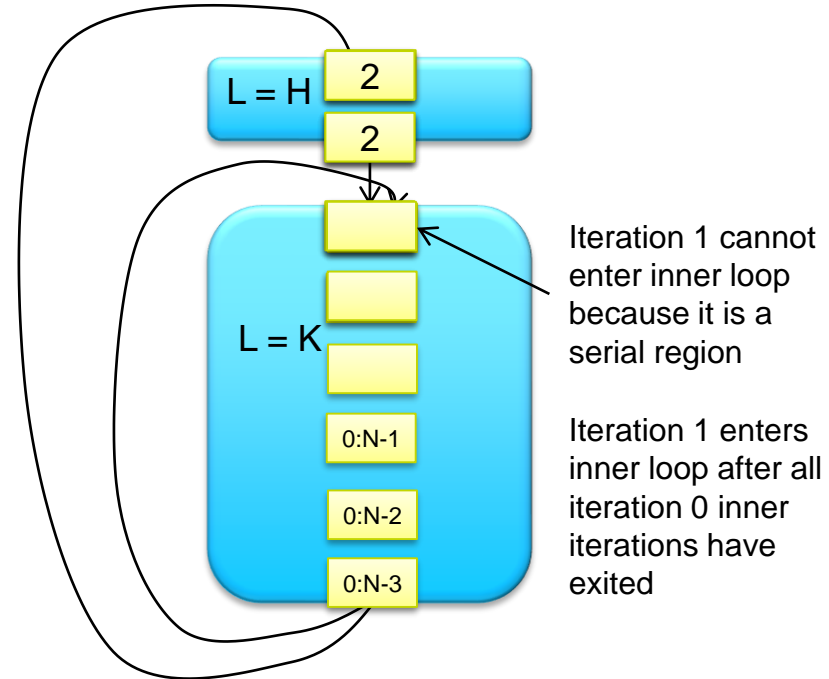 2
L = H
2
Iteration 1 cannot
enter inner loop
because it is a
serial region
L = K
0:N-1
0:N-2
0:N-3
Iteration 1 enters
inner loop after all
iteration 0 inner
iterations have
exited